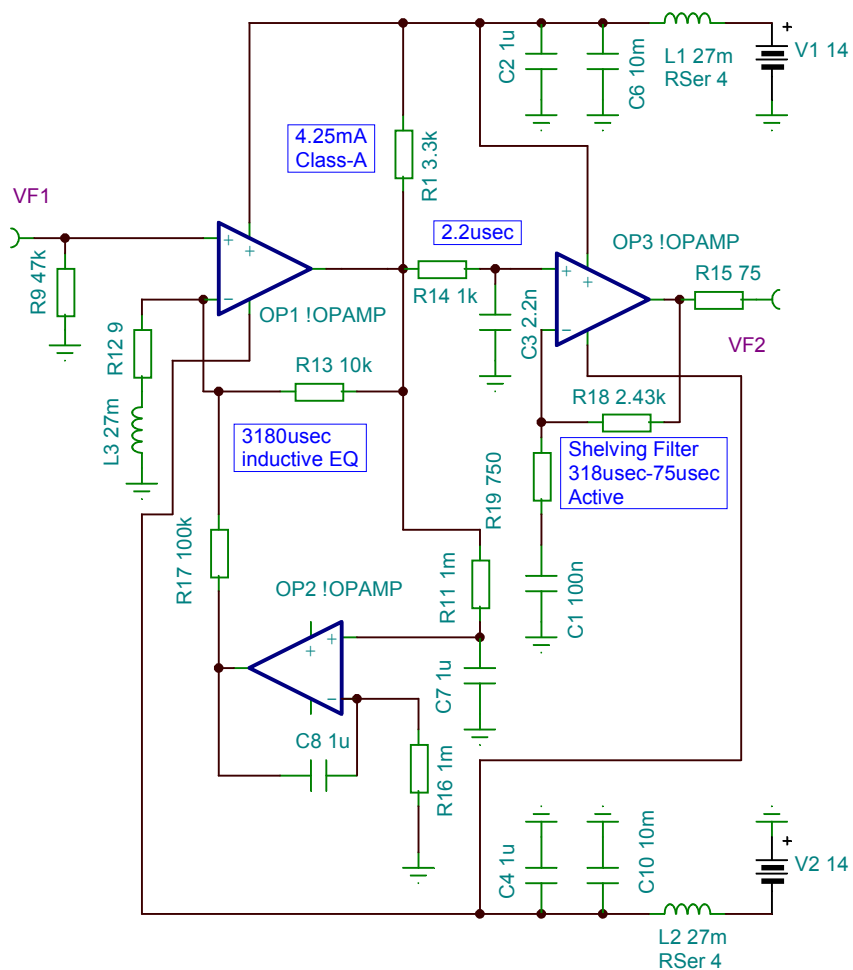 C2 1u
C6 10m
L1 27m
RSer 4
+
V1 14
4.25mA
Class-A
R1 3.3k
VF1
2.2usec
OP3 !OPAMP
R9 47k
+
+
−
OP1 !OPAMP
R14 1k
C3 2.2n
+
+
−
R15 75
VF2
R12 9
L3 27m
R13 10k
R18 2.43k
3180usec
inductive EQ
Shelving Filter
318usec-75usec
Active
R19 750
C1 100n
R17 100k
OP2 !OPAMP
R11 1m
+
+
−
C7 1u
C8 1u
R16 1m
C4 1u
C10 10m
+
V2 14
L2 27m
RSer 4